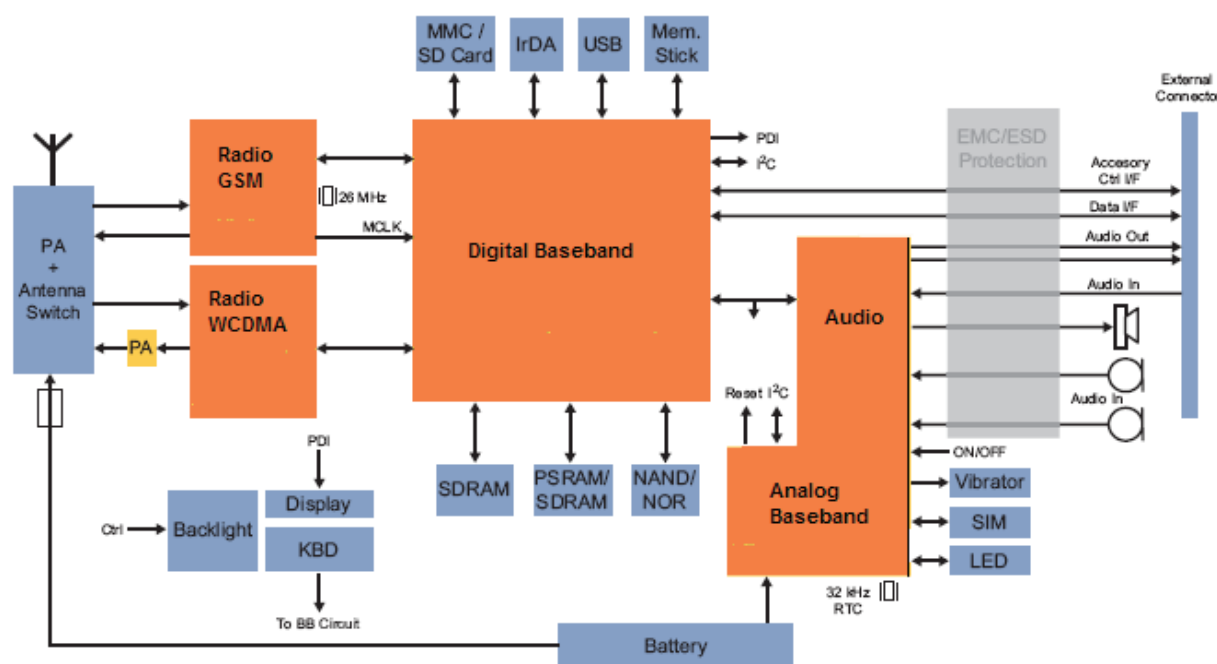 MMC /
SD Card
IrDA
USB
Mem.
Stick
External
Connecto
EMC/ESD
Protection
Radio
GSM
PDI
I²C
26 MHz
Accesory
Ctrl I/F
Data I/F
MCLK
Digital Baseband
Audio Out
PA
+
Antenna
Switch
Radio
WCDMA
Audio In
Audio
PA
Reset I²C
Audio In
PDI
ON/OFF
SDRAM
PSRAM/
SDRAM
NAND/
NOR
Analog
Baseband
Vibrator
SIM
LED
Display
Ctrl
Backlight
KBD
32 kHz
RTC
To BB Circuit
Battery